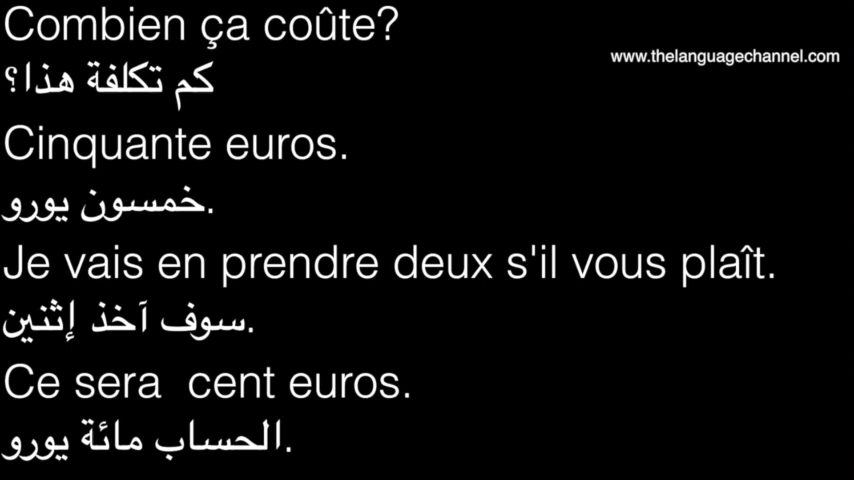 Combien ça coûte?
www.thelanguagechannel.com
كم تكلفة هذا؟
Cinquante euros.
خمسون يورو.
Je vais en prendre deux s'il vous plaît.
سوف آخذ إثنين.
Ce sera  cent euros.
الحساب مائة يورو.